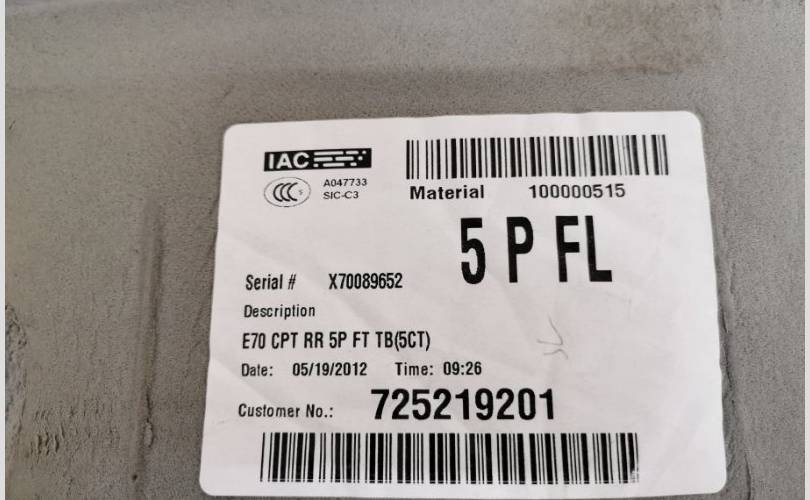 IAC
CCC S
A047733
SIC-C3
Material 100000515
5 P FL
Serial # X70089652
Description
E70 CPT RR 5P FT TB(5CT)
Date: 05/19/2012 Time: 09:26
Customer No.: 725219201